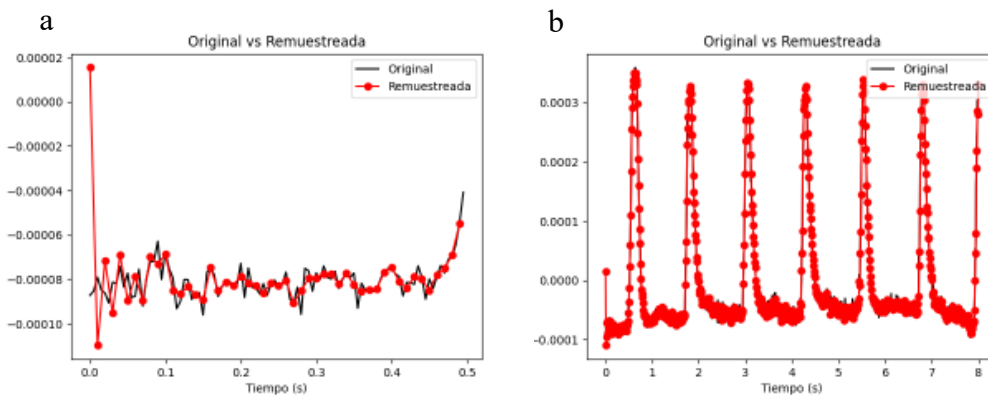 a
Original vs Remuestreada
Original
Remuestreada
0.00002
0.00000
−0.00002
−0.00004
−0.00006
−0.00008
−0.00010
0.0 0.1 0.2 0.3 0.4 0.5
Tiempo (s)
b
Original vs Remuestreada
Original
Remuestreada
0.0003
0.0002
0.0001
0.0000
−0.0001
0 1 2 3 4 5 6 7 8
Tiempo (s)